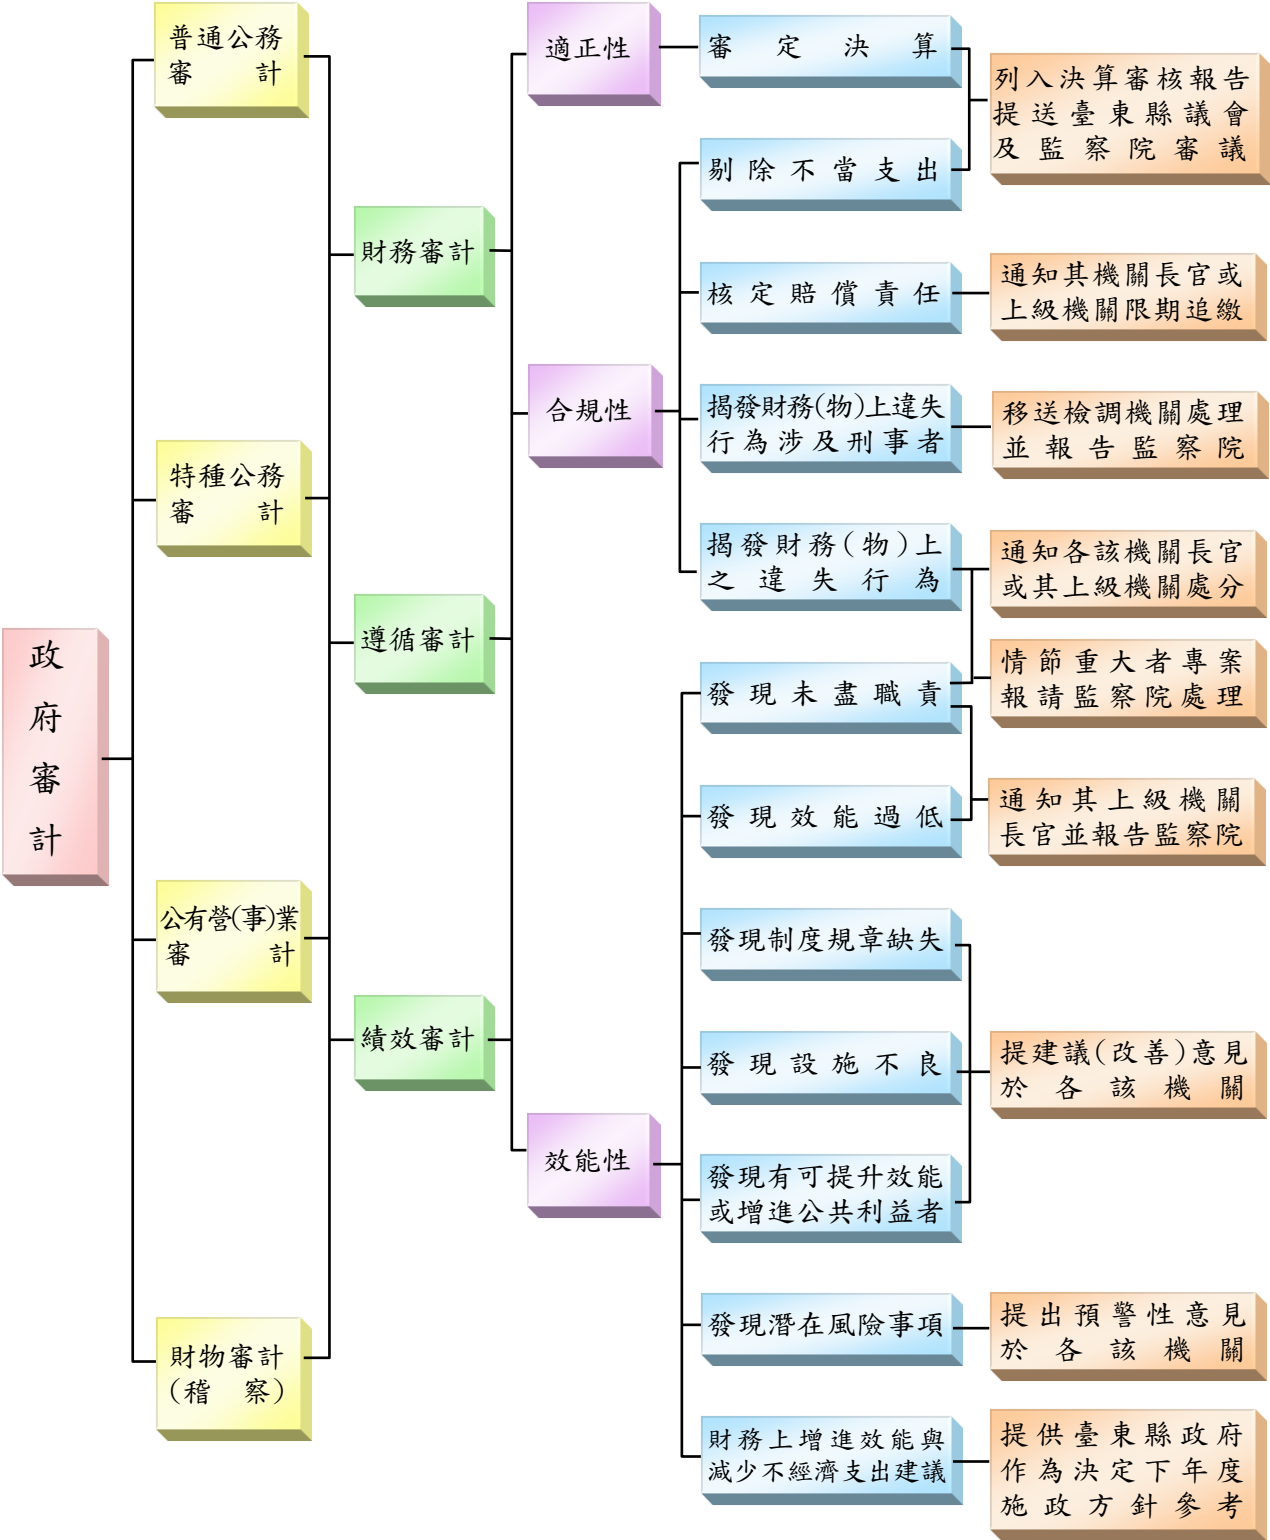 政
府
審
計
普通公務
審計
特種公務
審計
公有營(事)業
審計
財物審計
(稽察)
財務審計
遵循審計
績效審計
適正性
合規性
效能性
審定決算
剔除不當支出
核定賠償責任
揭發財務(物)上違失
行為涉及刑事者
揭發財務(物)上
之違失行為
發現未盡職責
發現效能過低
發現制度規章缺失
發現設施不良
發現有可提升效能
或增進公共利益者
發現潛在風險事項
財務上增進效能與
減少不經濟支出建議
列入決算審核報告
提送臺東縣議會
及監察院審議
通知其機關長官或
上級機關限期追繳
移送檢調機關處理
並報告監察院
通知各該機關長官
或其上級機關處分
情節重大者專案
報請監察院處理
通知其上級機關
長官並報告監察院
提建議(改善)意見
於各該機關
提出預警性意見
於各該機關
提供臺東縣政府
作為決定下年度
施政方針參考